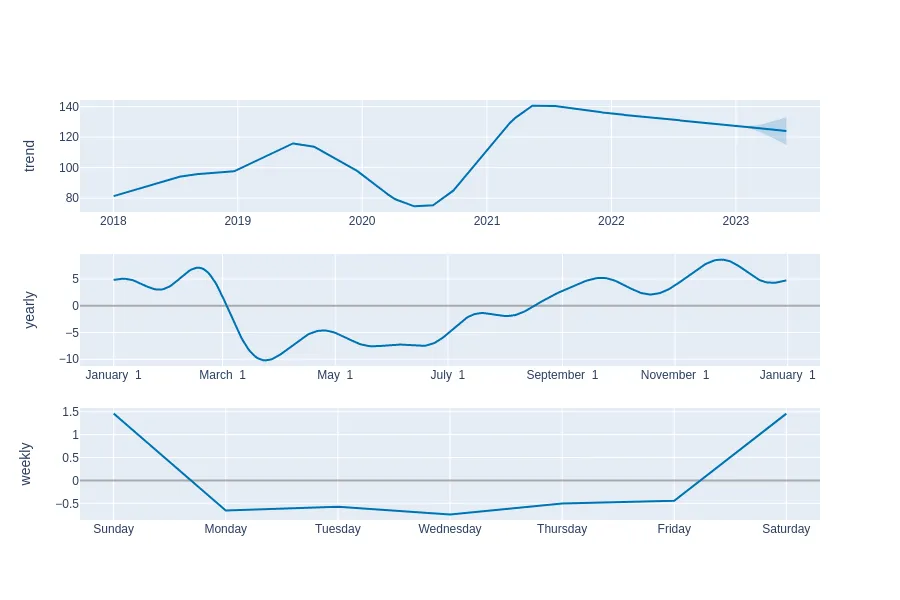 trend
140
120
100
80
2018 2019 2020 2021 2022 2023
yearly
5
0
−5
−10
January 1 March 1 May 1 July 1 September 1 November 1 January 1
weekly
1.5
1
0.5
0
−0.5
Sunday Monday Tuesday Wednesday Thursday Friday Saturday